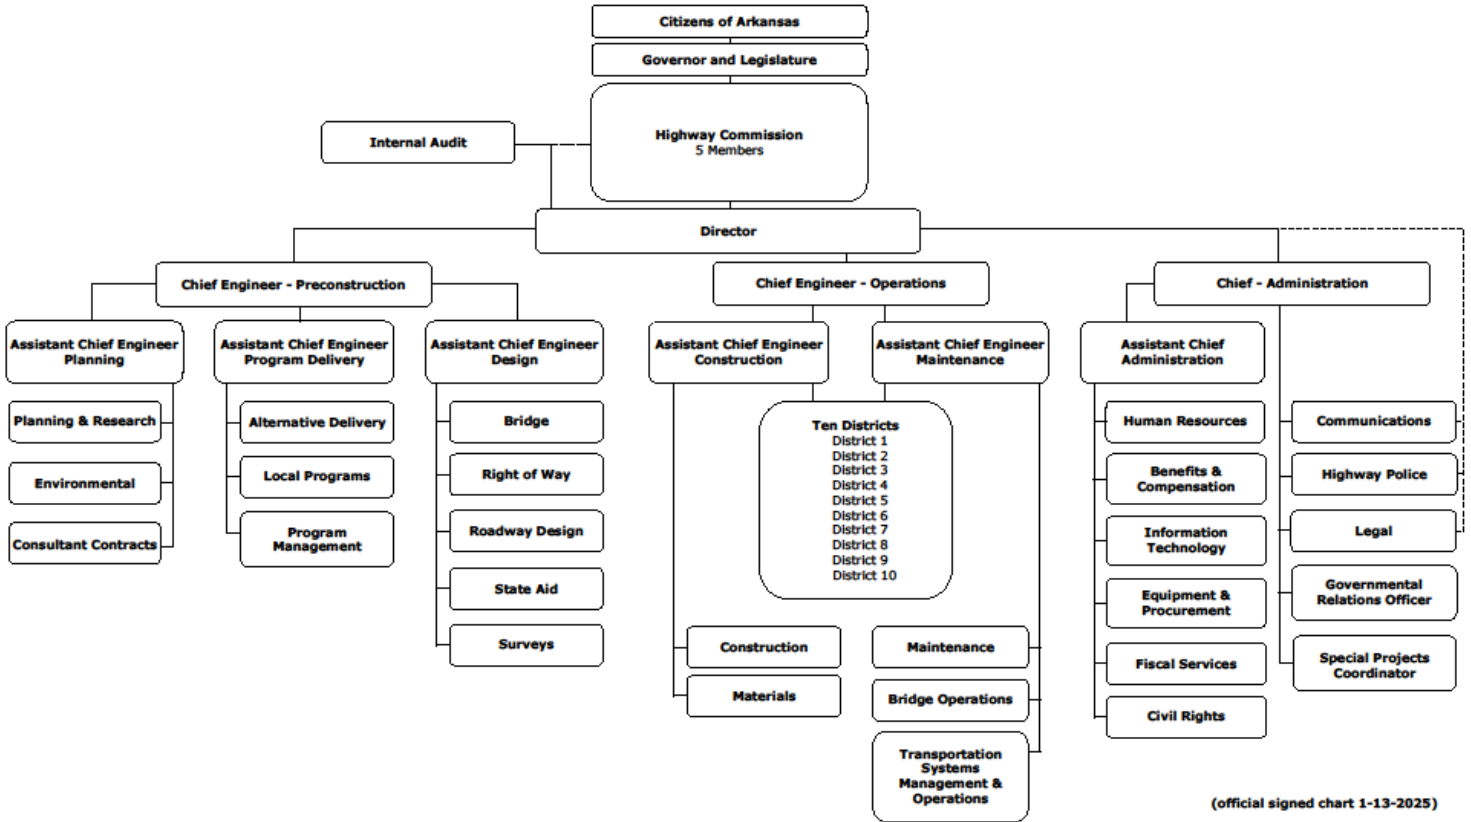 Citizens of Arkansas
Governor and Legislature
Highway Commission
5 Members
Internal Audit
Director
Chief Engineer - Preconstruction
Chief Engineer - Operations
Chief - Administration
Assistant Chief Engineer
Planning
Assistant Chief Engineer
Program Delivery
Assistant Chief Engineer
Design
Assistant Chief Engineer
Construction
Assistant Chief Engineer
Maintenance
Assistant Chief
Administration
Planning & Research
Environmental
Consultant Contracts
Alternative Delivery
Local Programs
Program
Management
Bridge
Right of Way
Roadway Design
State Aid
Surveys
Ten Districts
District 1
District 2
District 3
District 4
District 5
District 6
District 7
District 8
District 9
District 10
Construction
Materials
Maintenance
Bridge Operations
Transportation
Systems
Management &
Operations
Human Resources
Benefits &
Compensation
Information
Technology
Equipment &
Procurement
Fiscal Services
Civil Rights
Communications
Highway Police
Legal
Governmental
Relations Officer
Special Projects
Coordinator
(official signed chart 1-13-2025)